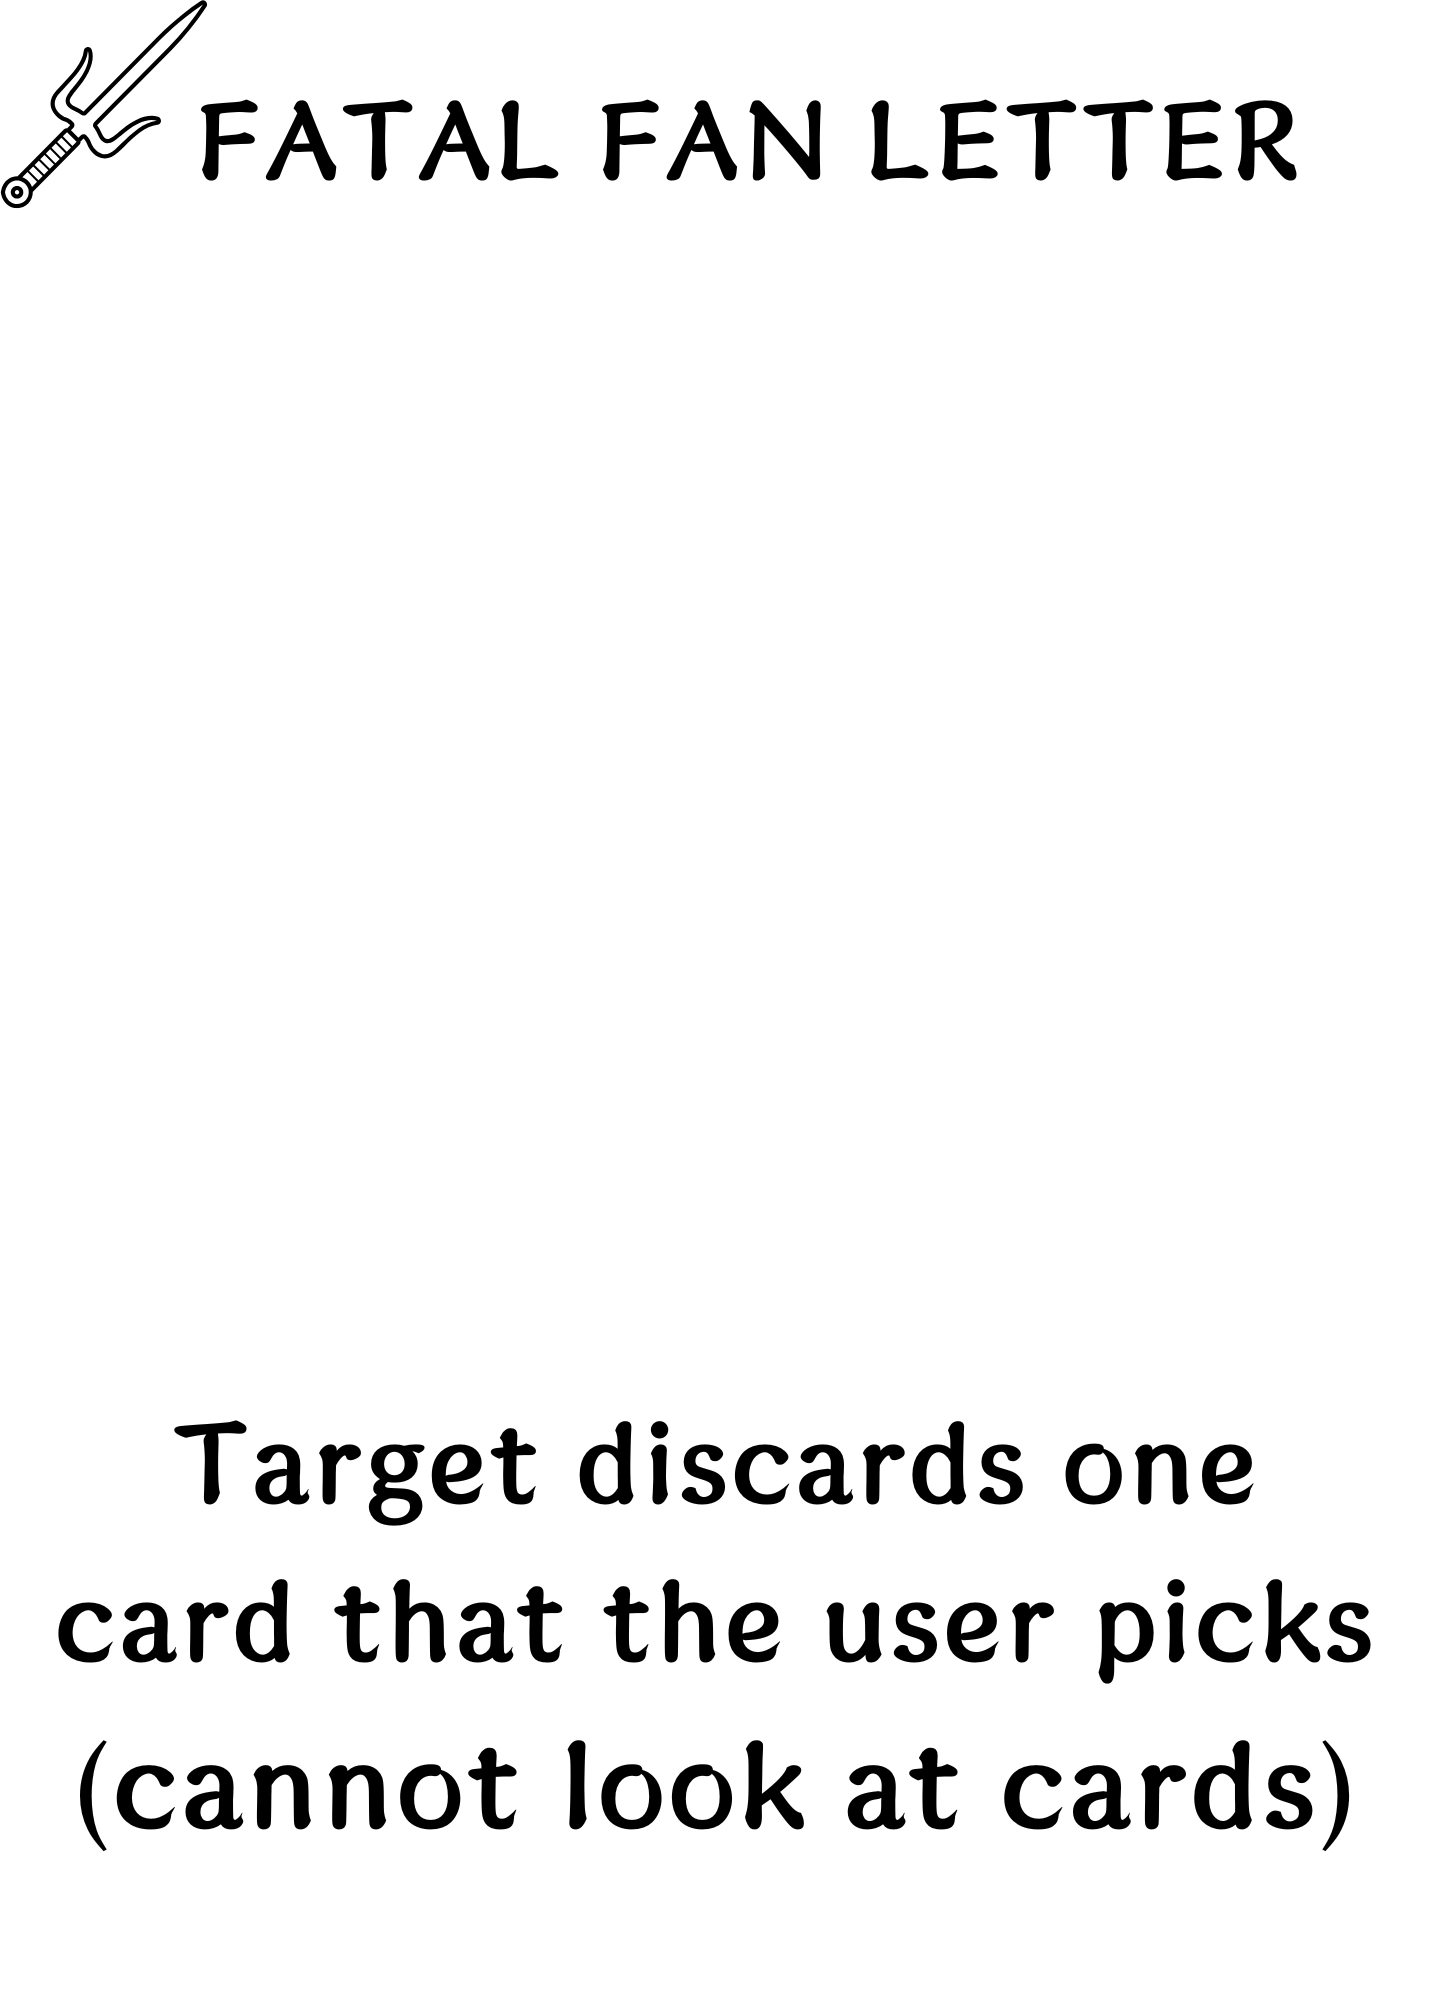 FATAL FAN LETTER
Target discards one
card that the user picks
(cannot look at cards)